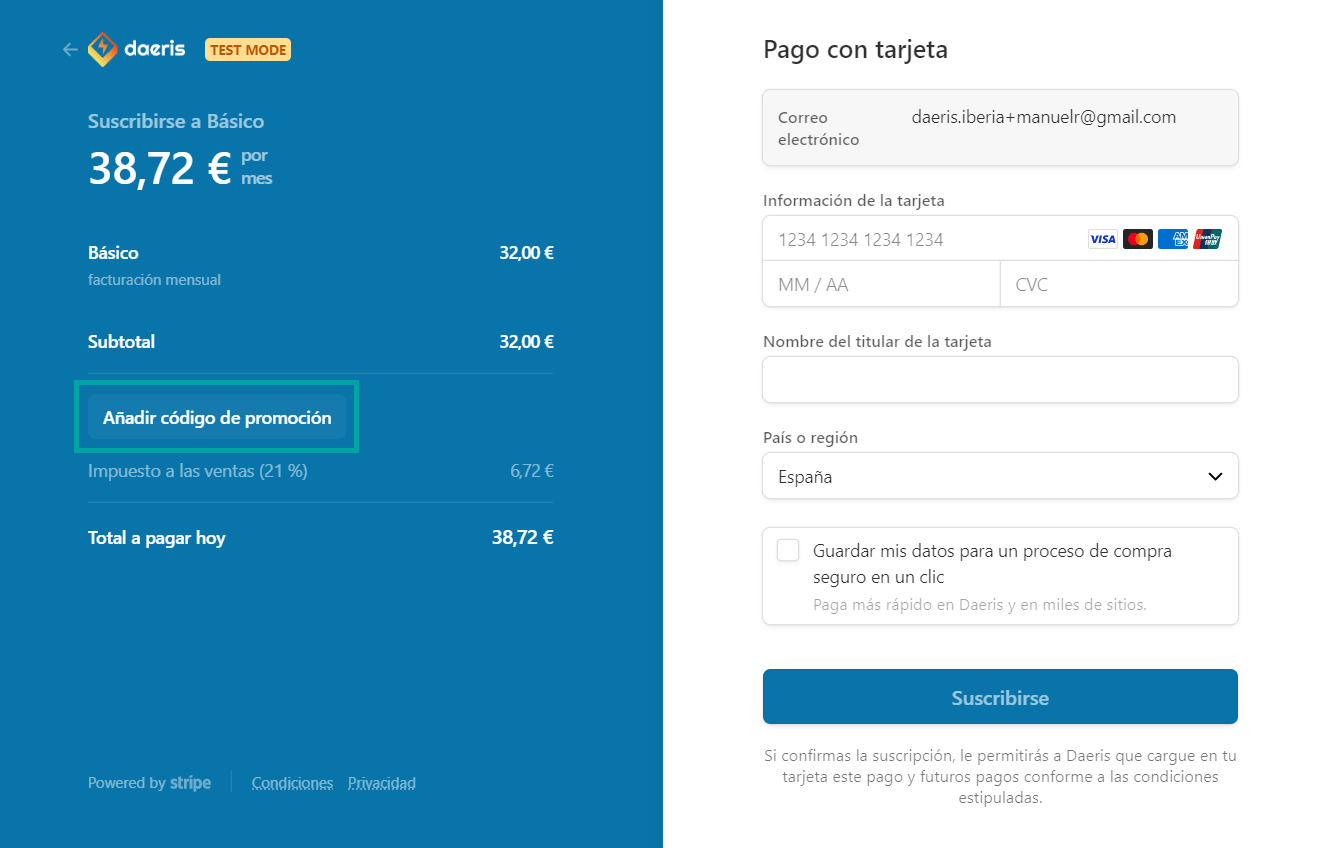 daeris TEST MODE
Suscribirse a Básico
38,72 € por
mes
Básico 32,00 €
facturación mensual
Subtotal 32,00 €
Añadir código de promoción
Impuesto a las ventas (21 %) 6,72 €
Total a pagar hoy 38,72 €
Powered by stripe Condiciones Privacidad
Pago con tarjeta
Correo daeris.iberia+manuelr@gmail.com
electrónico
Información de la tarjeta
1234 1234 1234 1234 VISA AM EX UnionPay 银联
MM / AA CVC
Nombre del titular de la tarjeta
País o región
España
Guardar mis datos para un proceso de compra
seguro en un clic
Paga más rápido en Daeris y en miles de sitios.
Suscribirse
Si confirmas la suscripción, le permitirás a Daeris que cargue en tu
tarjeta este pago y futuros pagos conforme a las condiciones
estipuladas.